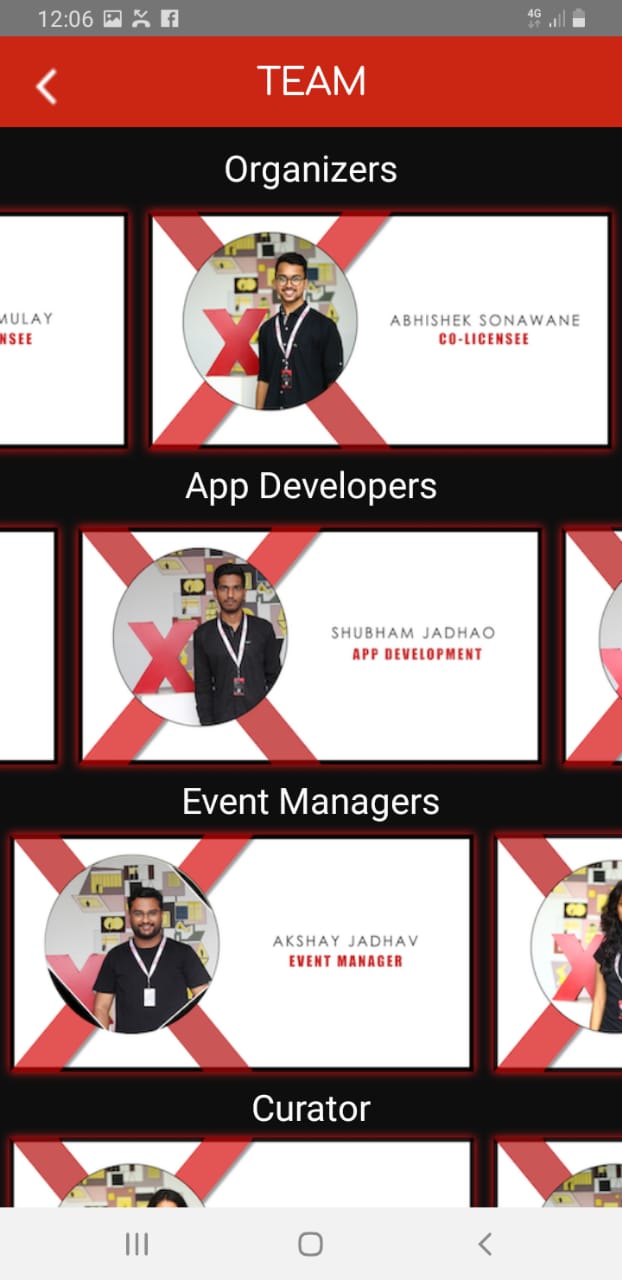 12:06
4G
TEAM
Organizers
MULAY
NSEE
X
ABHISHEK SONAWANE
CO-LICENSEE
App Developers
X
SHUBHAM JADHAO
APP DEVELOPMENT
Event Managers
X
AKSHAY JADHAV
EVENT MANAGER
X
Curator